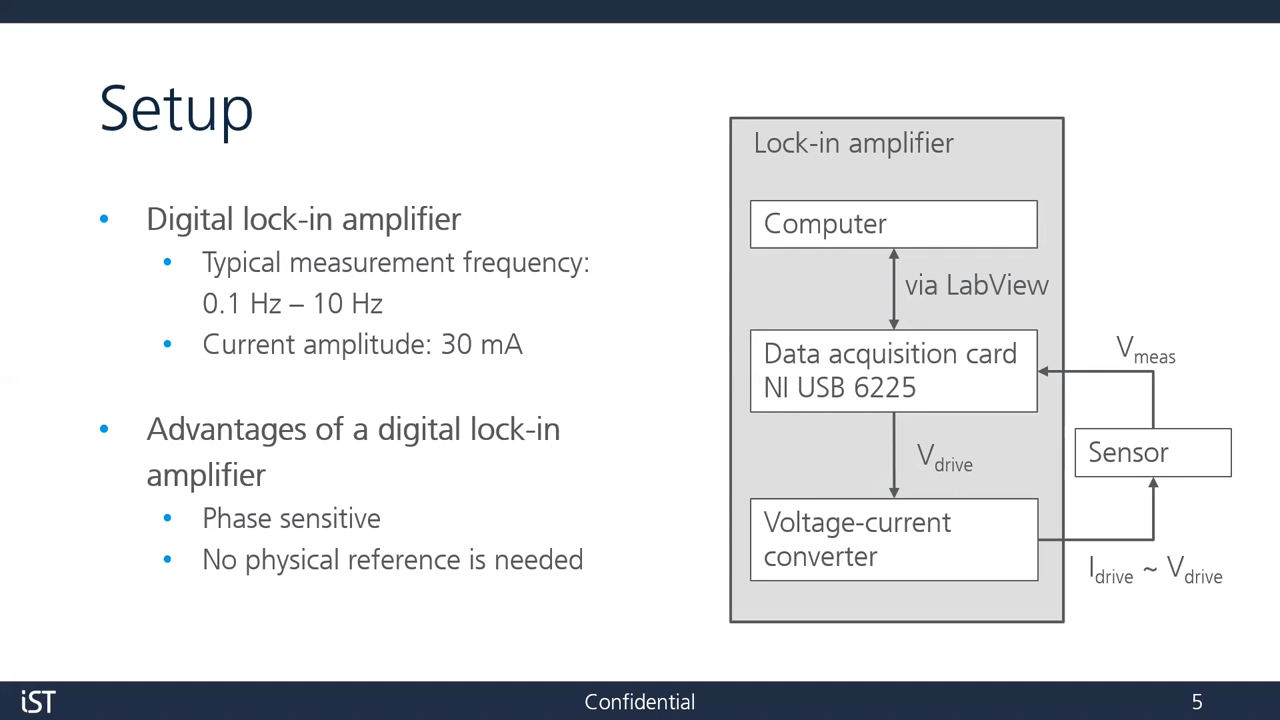 Setup
• Digital lock-in amplifier
• Typical measurement frequency:
0.1 Hz – 10 Hz
• Current amplitude: 30 mA
• Advantages of a digital lock-in
amplifier
• Phase sensitive
• No physical reference is needed
Lock-in amplifier
Computer
via LabView
Data acquisition card
NI USB 6225
Vmeas
Sensor
Vdrive
Voltage-current
converter
Idrive ~ Vdrive
iST
Confidential
5